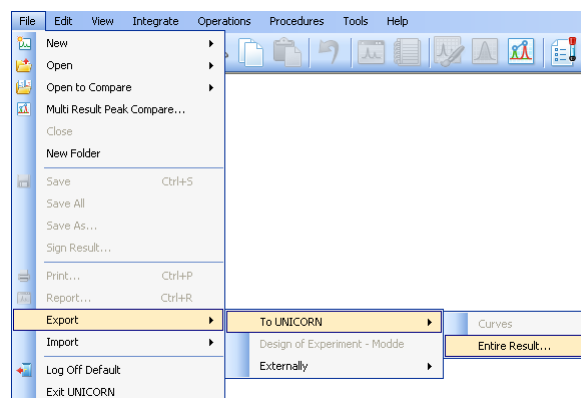 File Edit View Integrate Operations Procedures Tools Help
New
Open
Open to Compare
Multi Result Peak Compare...
Close
New Folder
Save Ctrl+S
Save All
Save As...
Sign Result...
Print... Ctrl+P
Report... Ctrl+R
Export To UNICORN Curves
Import Design of Experiment - Modde Entire Result...
Log Off Default Externally
Exit UNICORN